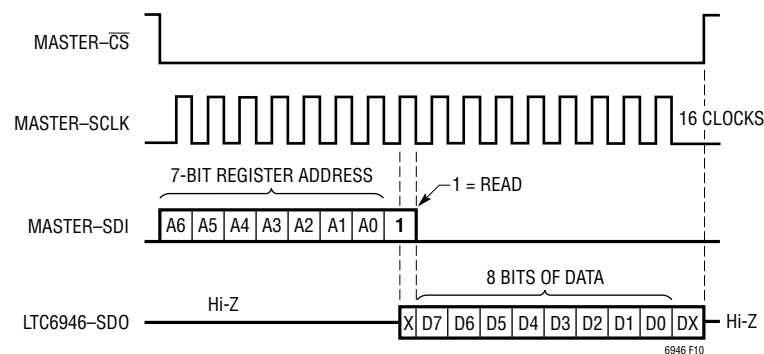 MASTER–CS
MASTER–SCLK
16 CLOCKS
7-BIT REGISTER ADDRESS
1 = READ
MASTER–SDI
A6 A5 A4 A3 A2 A1 A0 1
8 BITS OF DATA
Hi-Z
LTC6946–SDO
X D7 D6 D5 D4 D3 D2 D1 D0 DX
Hi-Z
6946 F10